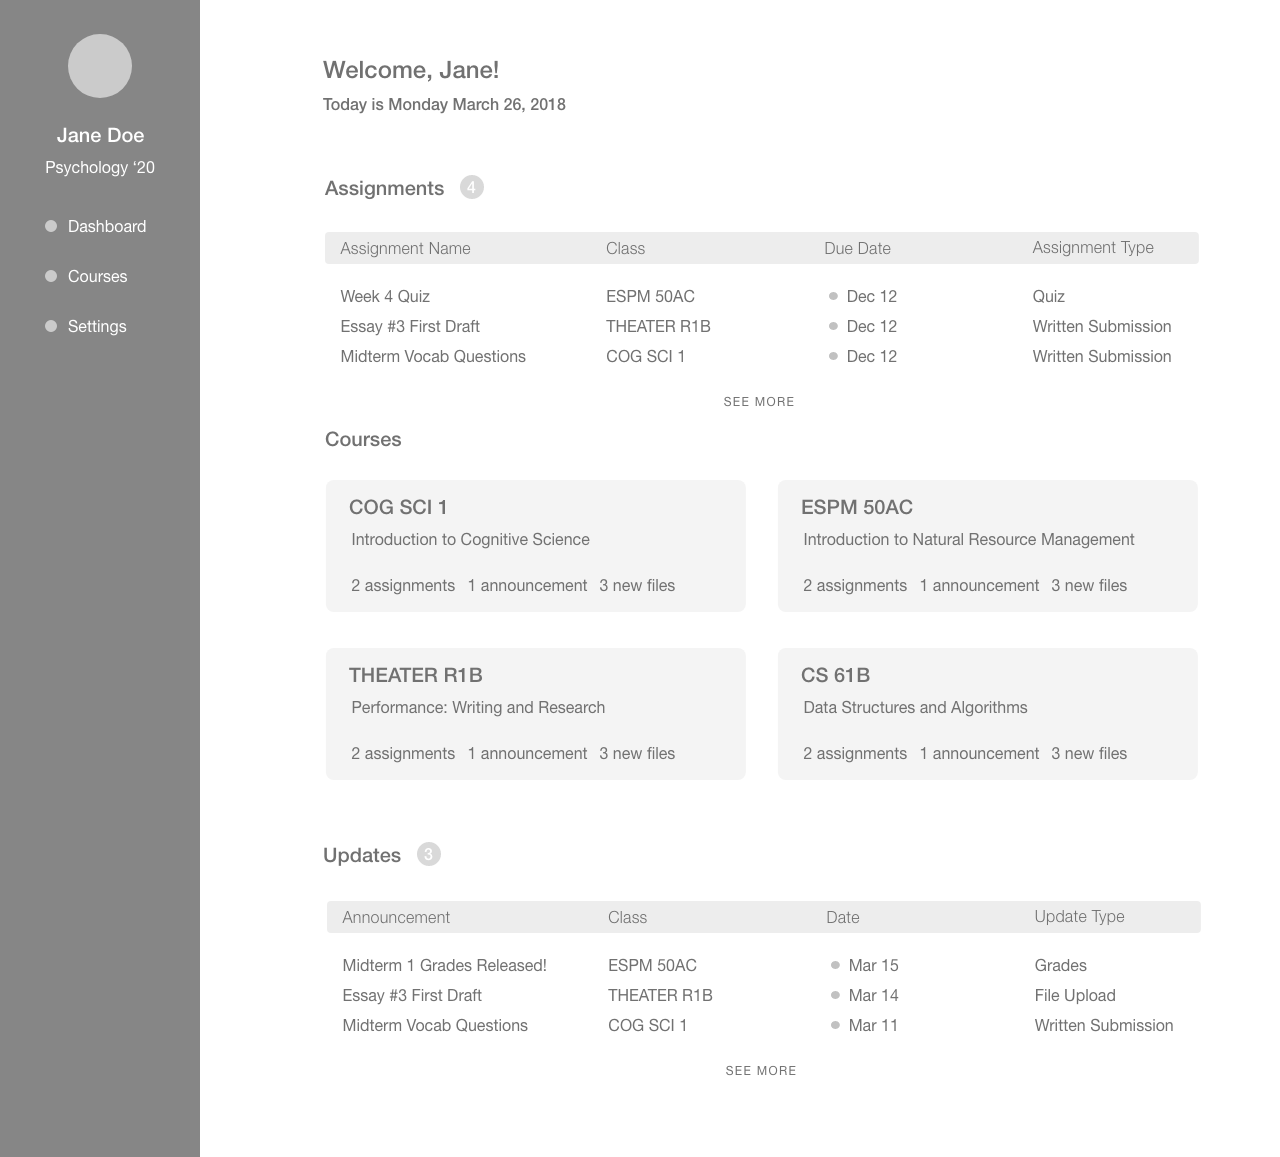 Jane Doe
Psychology ‘20
Dashboard
Courses
Settings
Welcome, Jane!
Today is Monday March 26, 2018
Assignments 4
Assignment Name Class Due Date Assignment Type
Week 4 Quiz ESPM 50AC Dec 12 Quiz
Essay #3 First Draft THEATER R1B Dec 12 Written Submission
Midterm Vocab Questions COG SCI 1 Dec 12 Written Submission
SEE MORE
Courses
COG SCI 1
Introduction to Cognitive Science
2 assignments 1 announcement 3 new files
ESPM 50AC
Introduction to Natural Resource Management
2 assignments 1 announcement 3 new files
THEATER R1B
Performance: Writing and Research
2 assignments 1 announcement 3 new files
CS 61B
Data Structures and Algorithms
2 assignments 1 announcement 3 new files
Updates 3
Announcement Class Date Update Type
Midterm 1 Grades Released! ESPM 50AC Mar 15 Grades
Essay #3 First Draft THEATER R1B Mar 14 File Upload
Midterm Vocab Questions COG SCI 1 Mar 11 Written Submission
SEE MORE